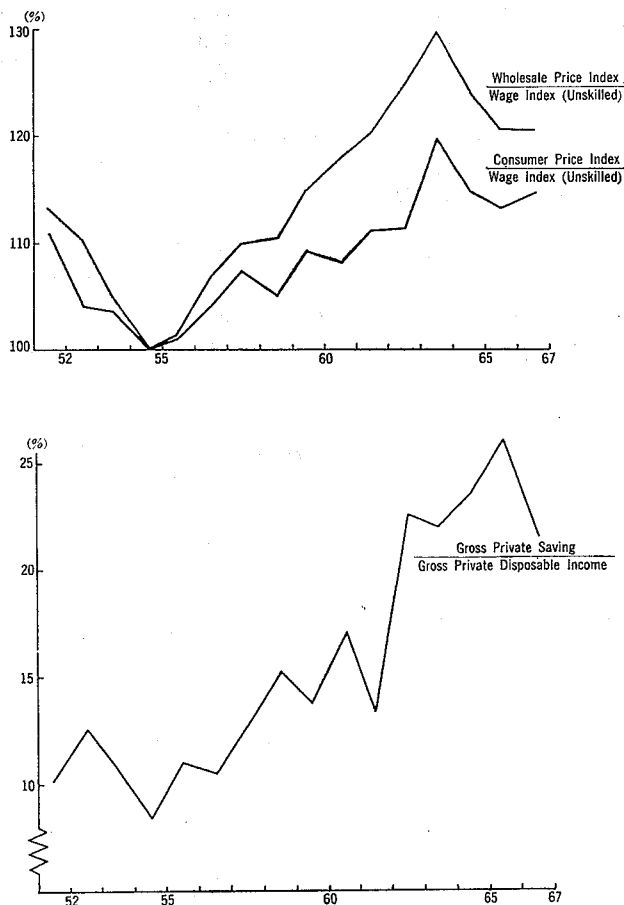 (%)
130
120
110
100
Wholesale Price Index
Wage Index (Unskilled)
Consumer Price Index
Wage Index (Unskilled)
52 55 60 65 67
(%)
25
20
15
10
Gross Private Saving
Gross Private Disposable Income
52 55 60 65 67